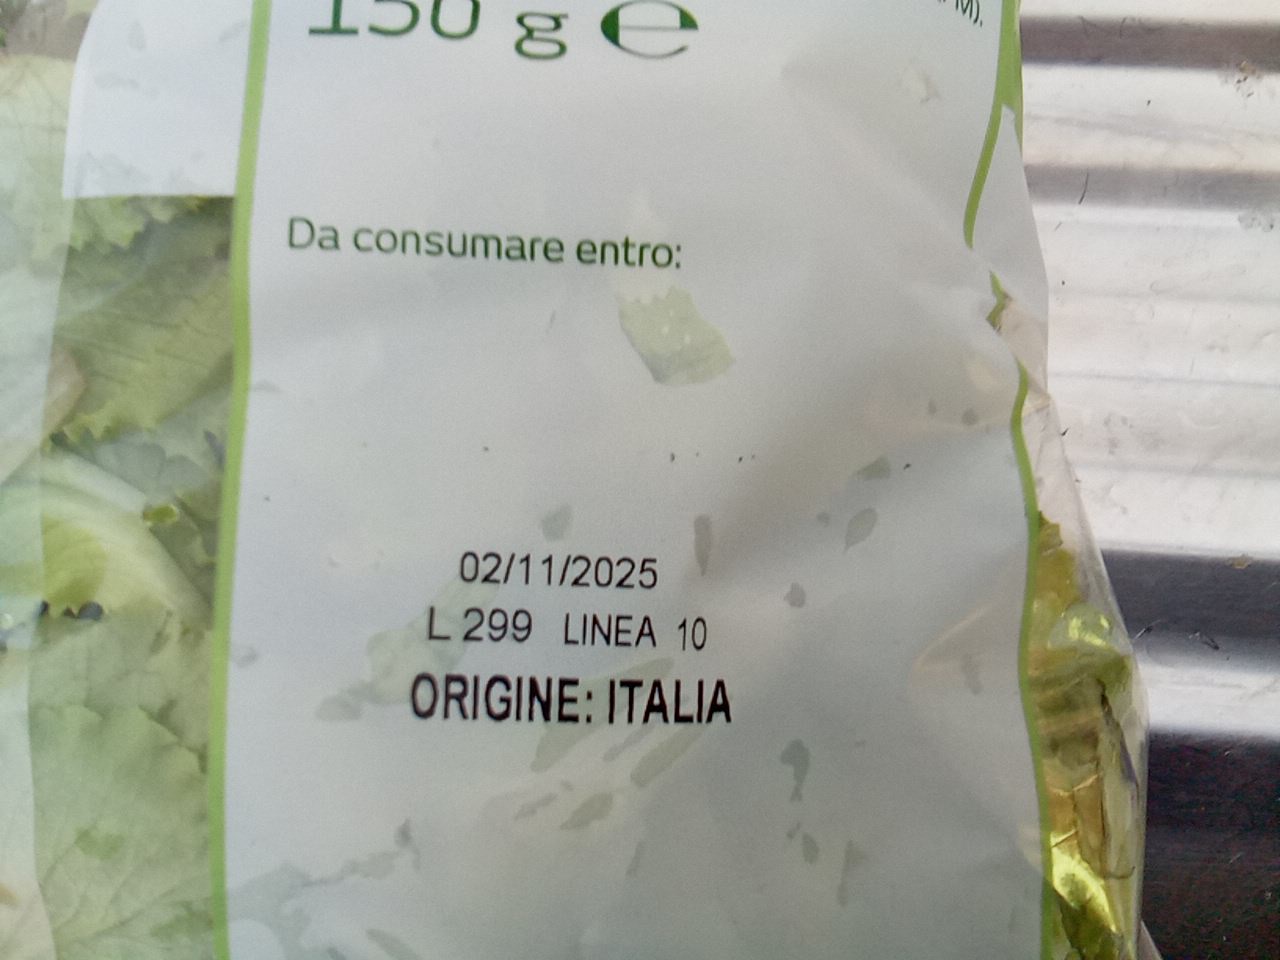 150 g e
Da consumare entro:
02/11/2025
L 299 LINEA 10
ORIGINE: ITALIA